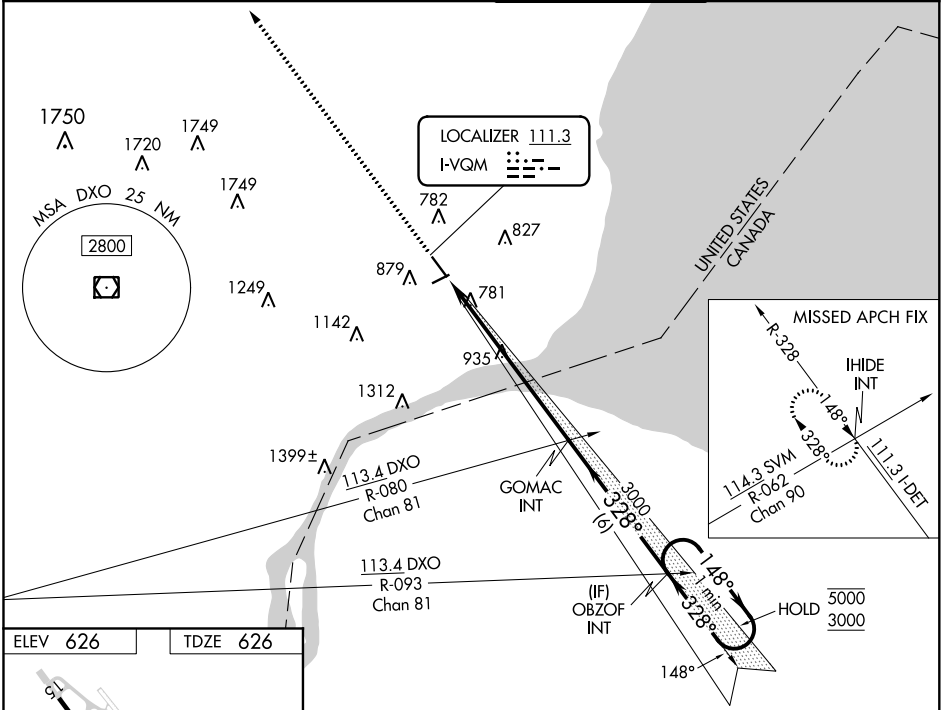 1750
1720
1749
1749
MSA DXO 25 NM
2800
1249
1142
1312
1399±
LOCALIZER 111.3
I-VQM
782
827
879
781
935
UNITED STATES
CANADA
113.4 DXO
R-080
Chan 81
GOMAC
INT
3000
328°
(6)
113.4 DXO
R-093
Chan 81
(IF)
OBZOF
INT
148°
1 min
328°
HOLD
5000
3000
148°
MISSED APCH FIX
R-328
IHIDE
INT
148°
328°
114.3 SVM
R-062
Chan 90
111.3 I-DET
ELEV 626
TDZE 626
15